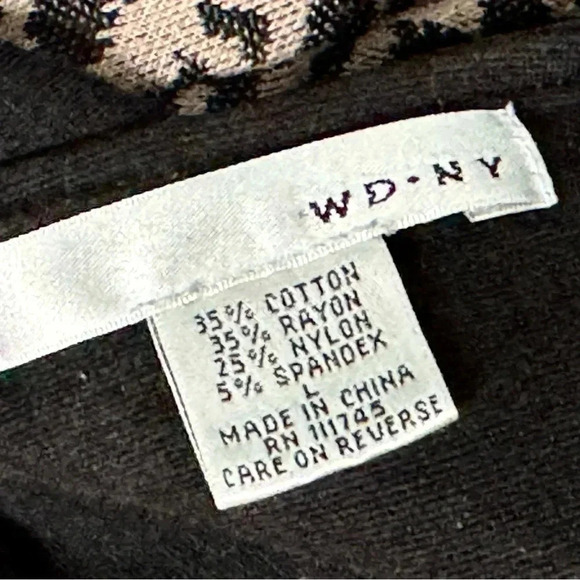 WD•NY
35% COTTON
35% RAYON
25% NYLON
5% SPANDEX
L
MADE IN CHINA
RN 111745
CARE ON REVERSE